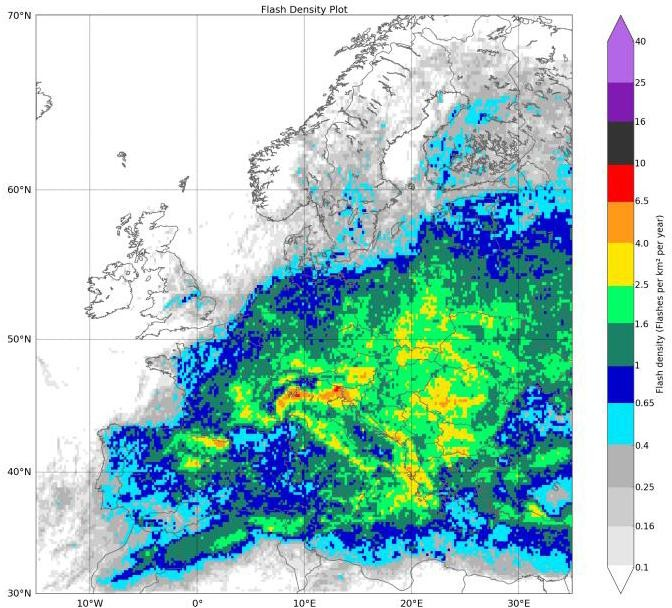 Flash Density Plot
70°N
60°N
50°N
40°N
30°N
10°W
0°
10°E
20°E
30°E
40
25
16
10
6.5
4.0
2.5
1.6
1
0.65
0.4
0.25
0.16
0.1
Flash density (Flashes per km² per year)